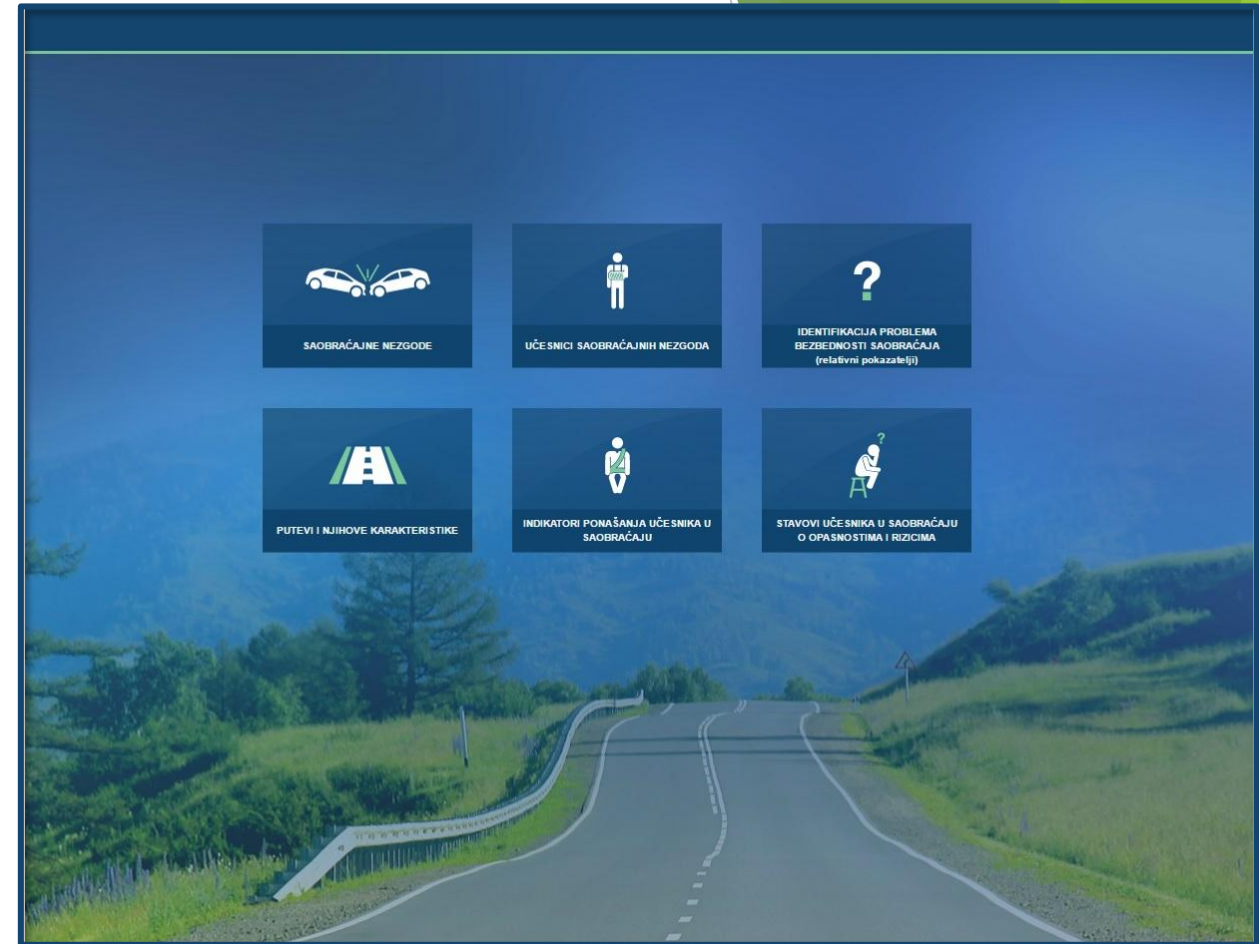 SAOBRAĆAJNE NEZGODE
UČESNICI SAOBRAĆAJNIH NEZGODA
IDENTIFIKACIJA PROBLEMA
BEZBEDNOSTI SAOBRAĆAJA
(relativni pokazatelji)
PUTEVI I NJIHOVE KARAKTERISTIKE
INDIKATORI PONAŠANJA UČESNIKA U
SAOBRAĆAJU
STAVOVI UČESNIKA U SAOBRAĆAJU
O OPASNOSTIMA I RIZICIMA